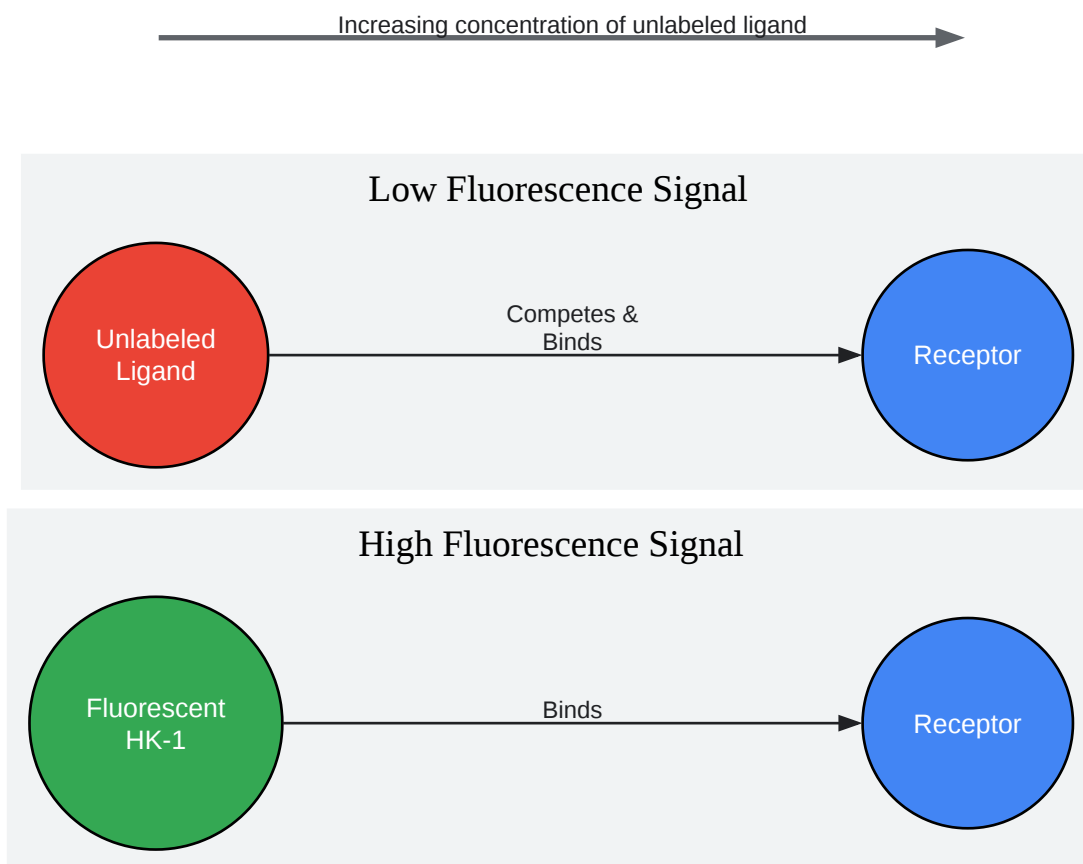 Increasing concentration of unlabeled ligand
Low Fluorescence Signal
Unlabeled
Ligand
Competes &
Binds
Receptor
High Fluorescence Signal
Fluorescent
HK-1
Binds
Receptor